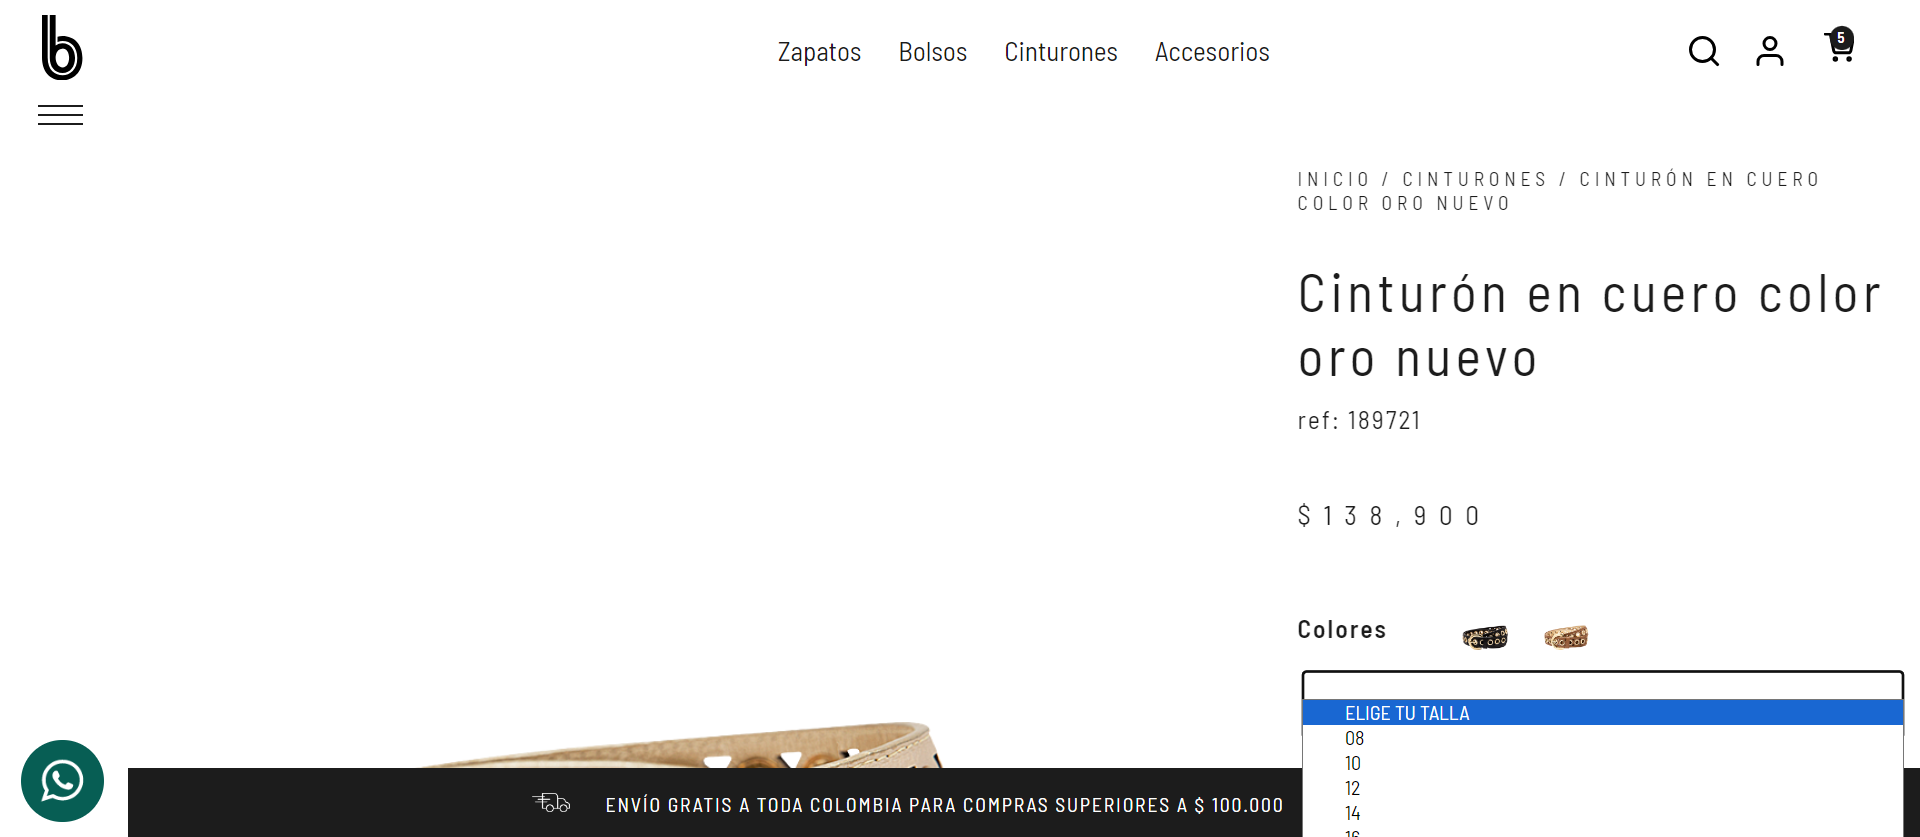 b
Zapatos Bolsos Cinturones Accesorios
5
INICIO / CINTURONES / CINTURÓN EN CUERO
COLOR ORO NUEVO
Cinturón en cuero color
oro nuevo
ref: 189721
$138,900
Colores
ELIGE TU TALLA
08
10
12
14
16
ENVÍO GRATIS A TODA COLOMBIA PARA COMPRAS SUPERIORES A $ 100.000